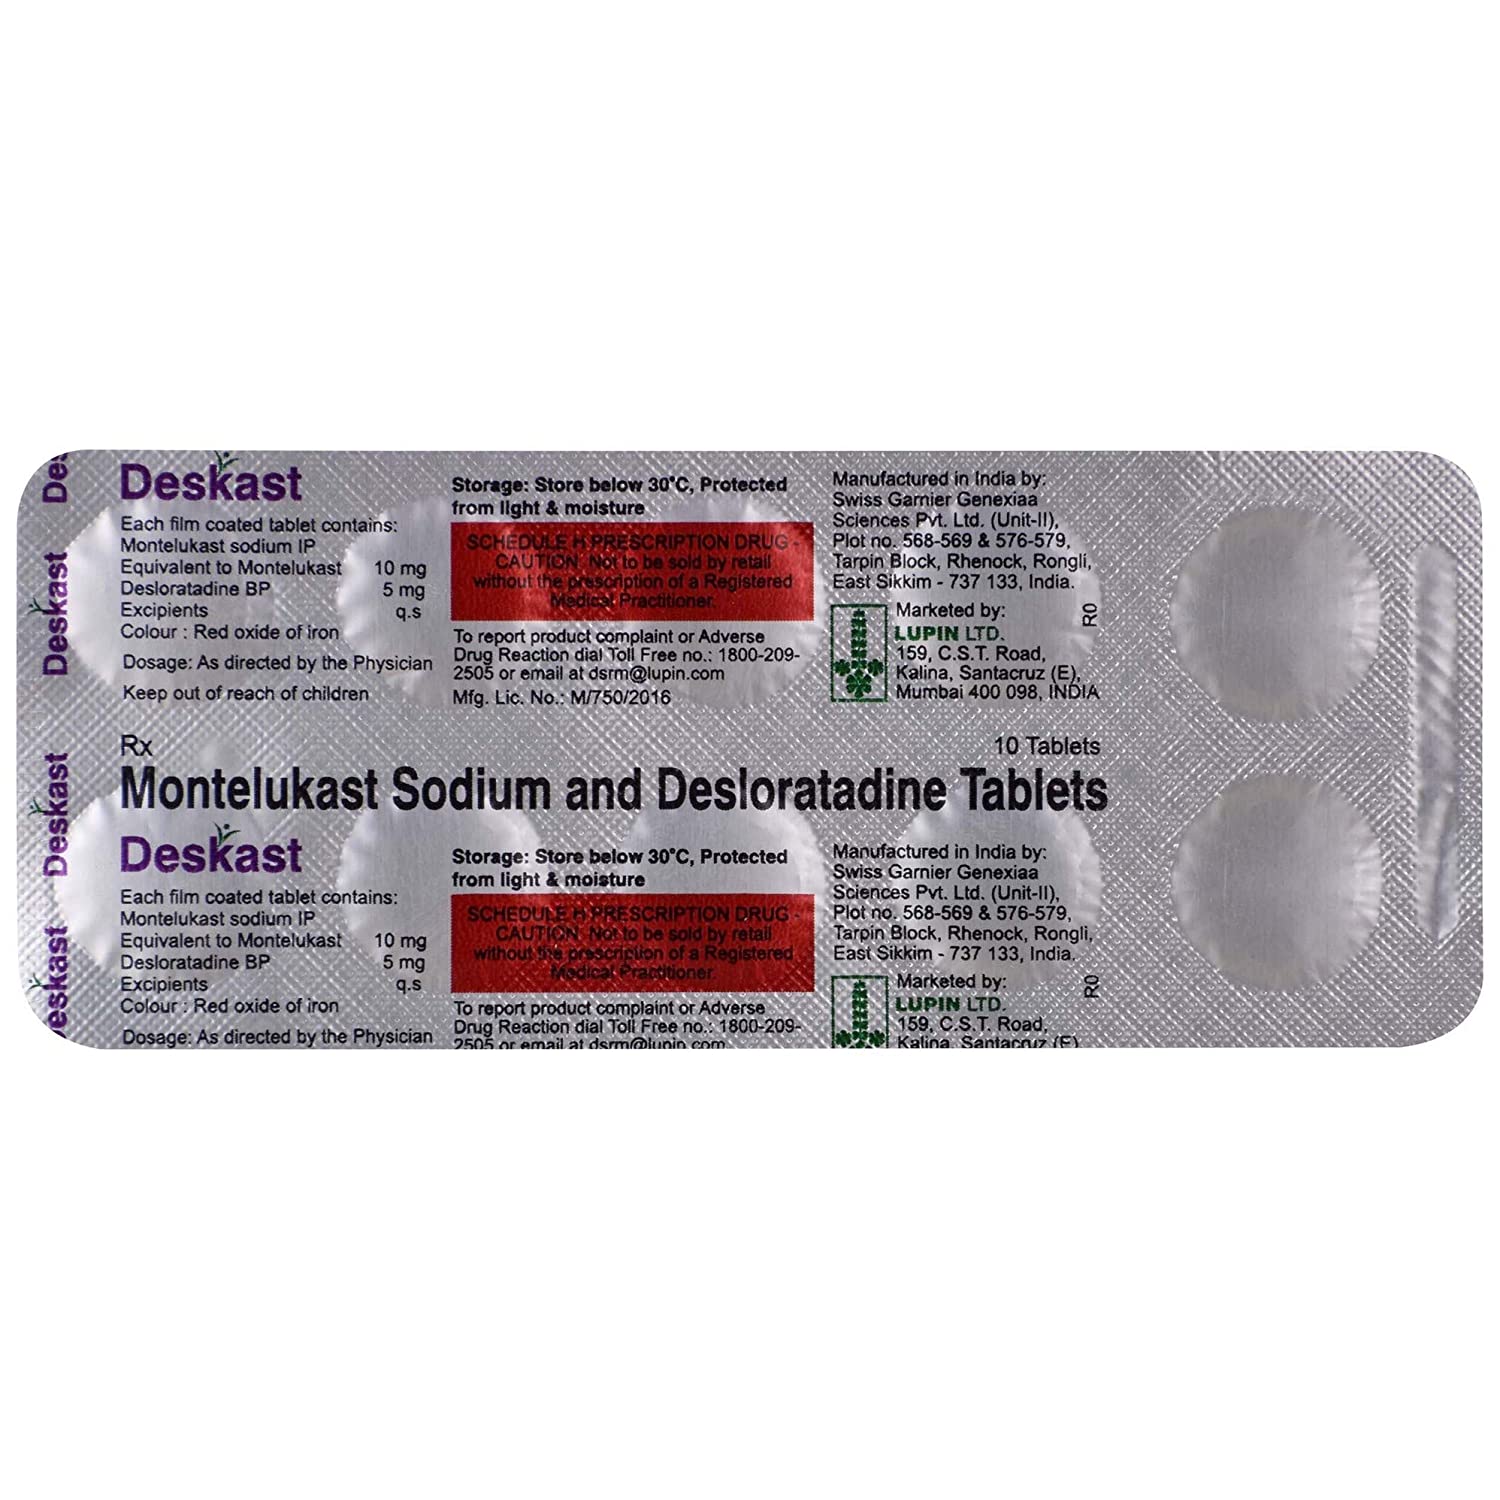 Deskast
Each film coated tablet contains:
Montelukast sodium IP
Equivalent to Montelukast 10 mg
Desloratadine BP 5 mg
Excipients q.s
Colour : Red oxide of iron
Dosage: As directed by the Physician
Keep out of reach of children
Storage: Store below 30°C, Protected
from light & moisture
SCHEDULE H PRESCRIPTION DRUG -
CAUTION Not to be sold by retail
without the prescription of a Registered
Medical Practitioner.
To report product complaint or Adverse
Drug Reaction dial Toll Free no.: 1800-209-
2505 or email at dsrm@lupin.com
Mfg. Lic. No.: M/750/2016
Manufactured in India by:
Swiss Garnier Genexiaa
Sciences Pvt. Ltd. (Unit-II),
Plot no. 568-569 & 576-579,
Tarpin Block, Rhenock, Rongli,
East Sikkim - 737 133, India.
Marketed by:
LUPIN LTD.
159, C.S.T. Road,
Kalina, Santacruz (E),
Mumbai 400 098, INDIA
R0
Rx
10 Tablets
Montelukast Sodium and Desloratadine Tablets
Deskast
Each film coated tablet contains:
Montelukast sodium IP
Equivalent to Montelukast 10 mg
Desloratadine BP 5 mg
Excipients q.s
Colour : Red oxide of iron
Dosage: As directed by the Physician
Storage: Store below 30°C, Protected
from light & moisture
SCHEDULE H PRESCRIPTION DRUG -
CAUTION Not to be sold by retail
without the prescription of a Registered
Medical Practitioner.
To report product complaint or Adverse
Drug Reaction dial Toll Free no.: 1800-209-
2505 or email at dsrm@lupin.com
Manufactured in India by:
Swiss Garnier Genexiaa
Sciences Pvt. Ltd. (Unit-II),
Plot no. 568-569 & 576-579,
Tarpin Block, Rhenock, Rongli,
East Sikkim - 737 133, India.
Marketed by:
LUPIN LTD.
159, C.S.T. Road,
Kalina, Santacruz (E)
R0
Des
Deskast
Deskast
eskast